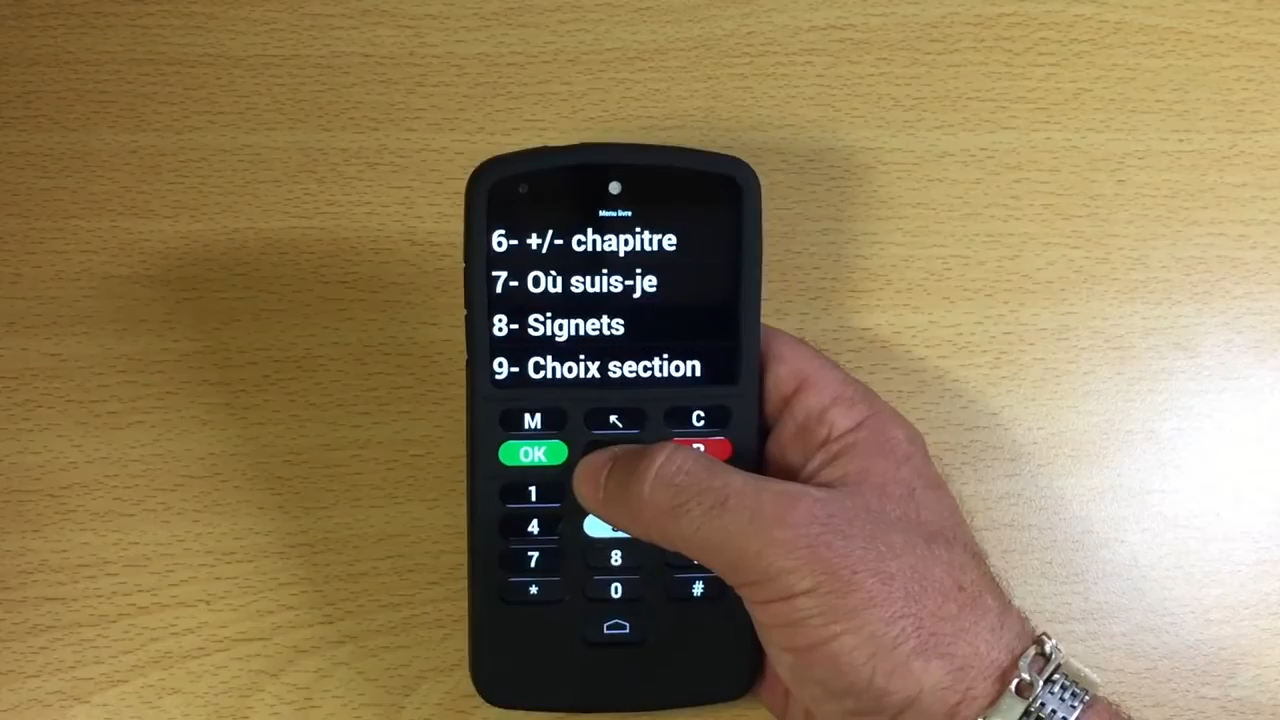 Menu livre
6- +/- chapitre
7- Où suis-je
8- Signets
9- Choix section
M ↖ C
OK
1
4
7 8
* 0 #